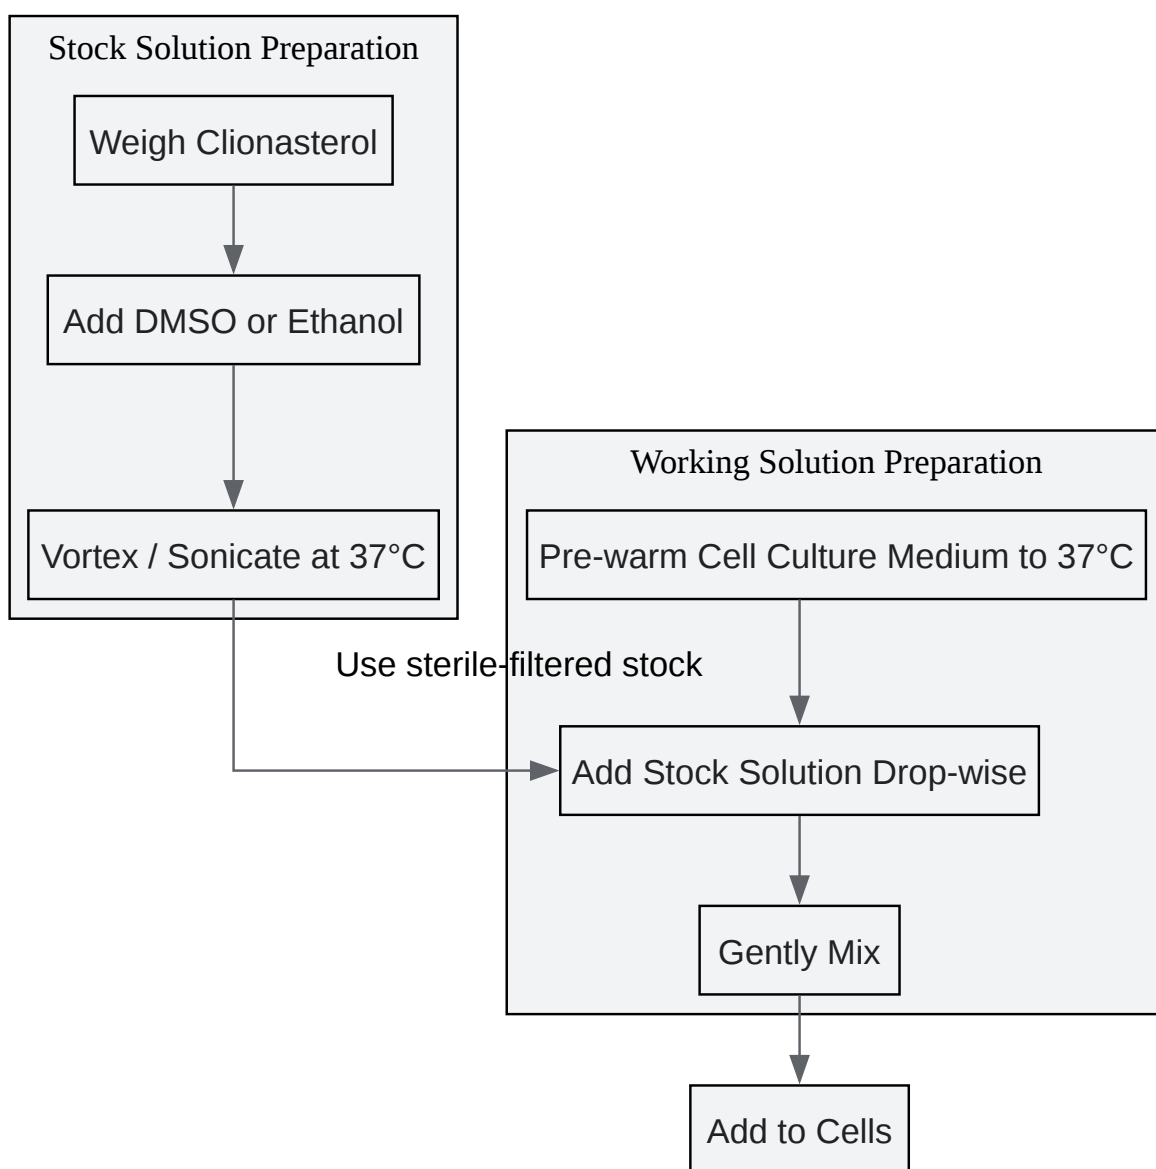 Stock Solution Preparation
Weigh Clionasterol
Add DMSO or Ethanol
Vortex / Sonicate at 37°C
Working Solution Preparation
Pre-warm Cell Culture Medium to 37°C
Use sterile-filtered stock
Add Stock Solution Drop-wise
Gently Mix
Add to Cells